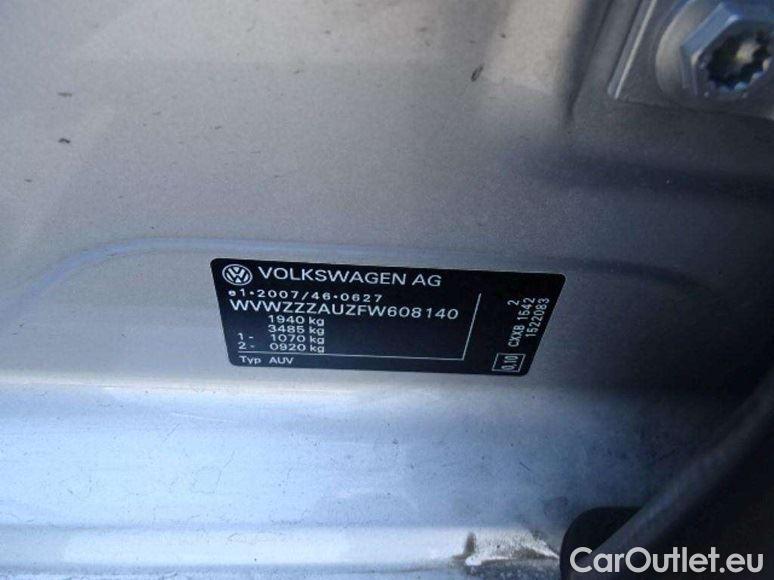 VOLKSWAGEN AG
e1*2007/46*0627
WVWZZZAUZFW608140
1940 kg
3485 kg
1 - 1070 kg
2 - 0920 kg
Typ AUV
2
CXXB 1542
1522083
0.10
CarOutlet.eu